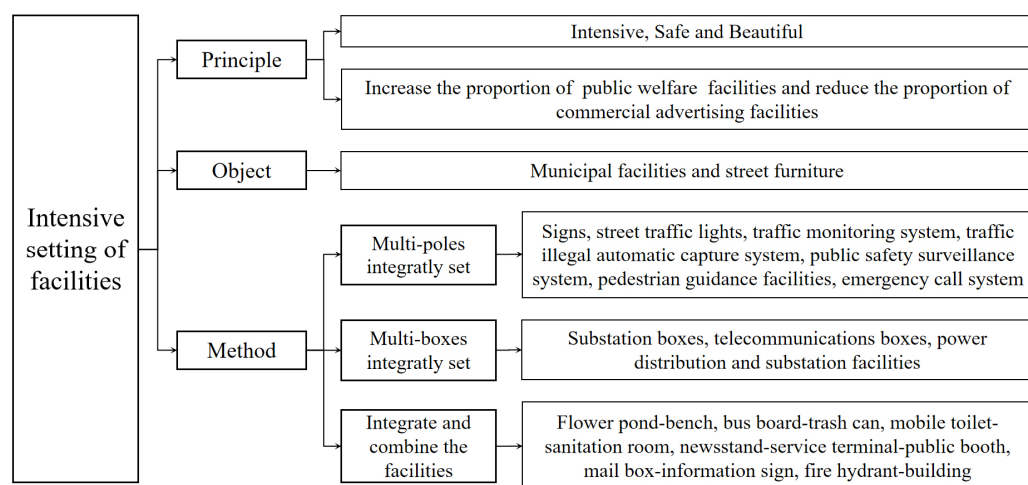 Intensive
setting of
facilities
Principle
Intensive, Safe and Beautiful
Increase the proportion of public welfare facilities and reduce the proportion of
commercial advertising facilities
Object
Municipal facilities and street furniture
Method
Multi-poles
integratly set
Signs, street traffic lights, traffic monitoring system, traffic
illegal automatic capture system, public safety surveillance
system, pedestrian guidance facilities, emergency call system
Multi-boxes
integratly set
Substation boxes, telecommunications boxes, power
distribution and substation facilities
Integrate and
combine the
facilities
Flower pond-bench, bus board-trash can, mobile toilet-
sanitation room, newsstand-service terminal-public booth,
mail box-information sign, fire hydrant-building